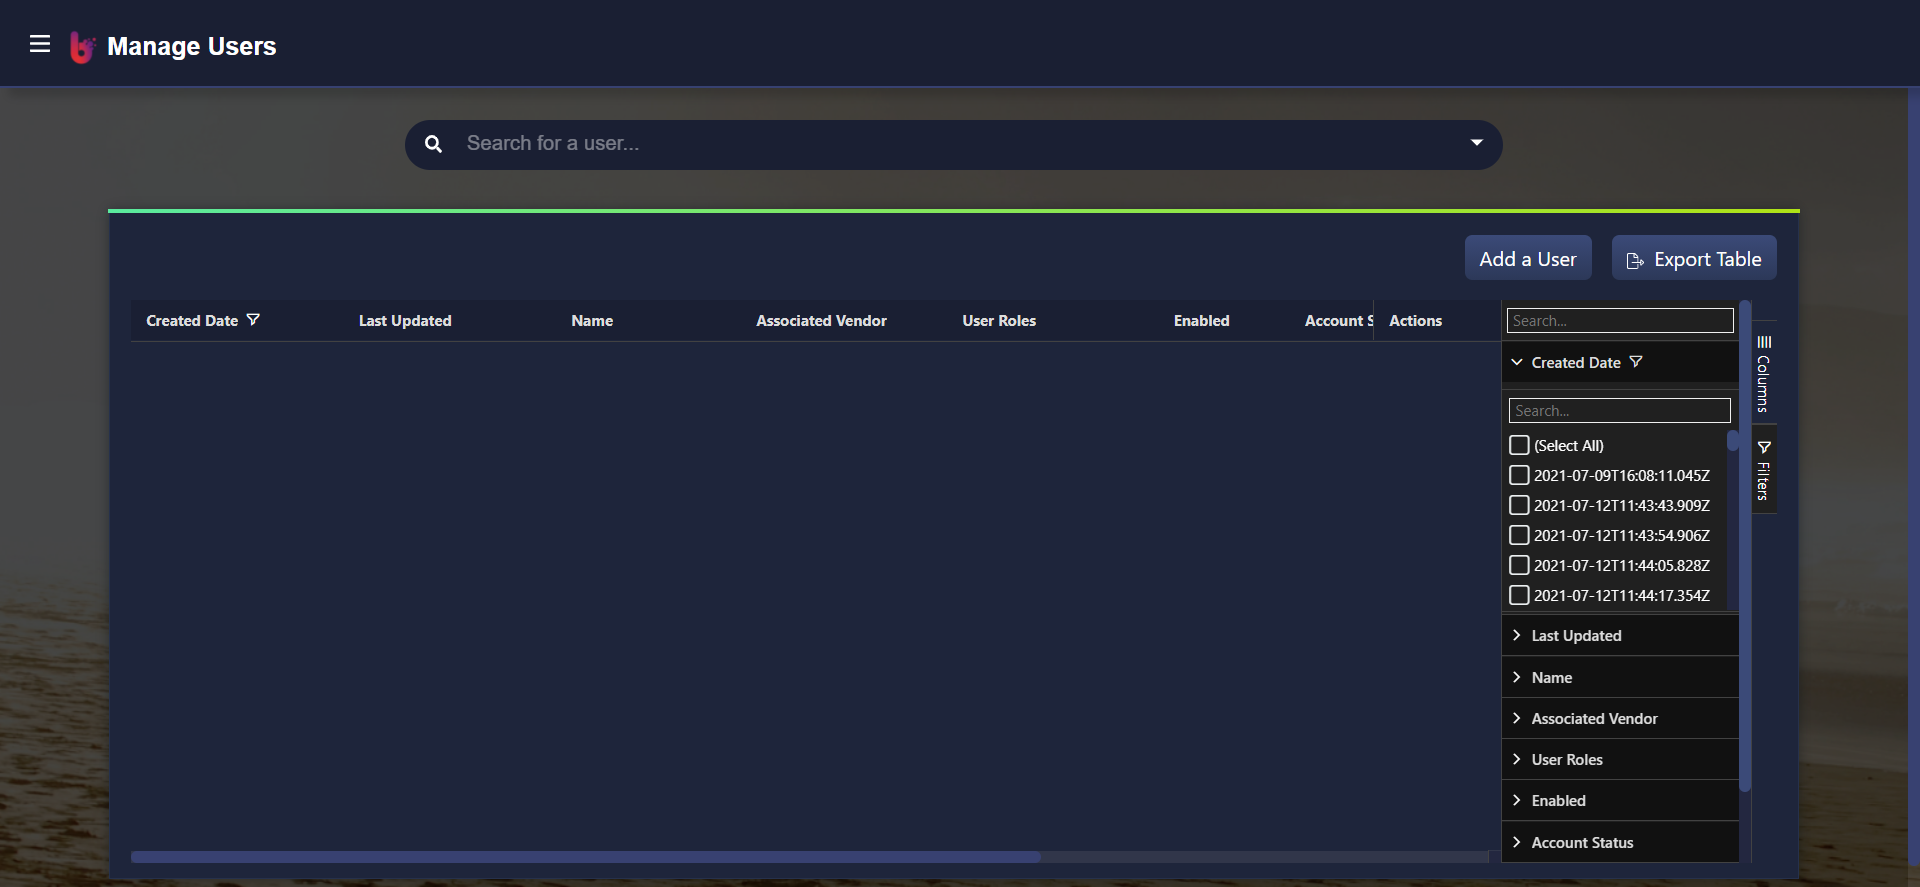 Manage Users
Search for a user...
Add a User
Export Table
Created Date
Last Updated
Name
Associated Vendor
User Roles
Enabled
Account S
Actions
Search...
Created Date
Search...
(Select All)
2021-07-09T16:08:11.045Z
2021-07-12T11:43:43.909Z
2021-07-12T11:43:54.906Z
2021-07-12T11:44:05.828Z
2021-07-12T11:44:17.354Z
Last Updated
Name
Associated Vendor
User Roles
Enabled
Account Status
Columns
Filters